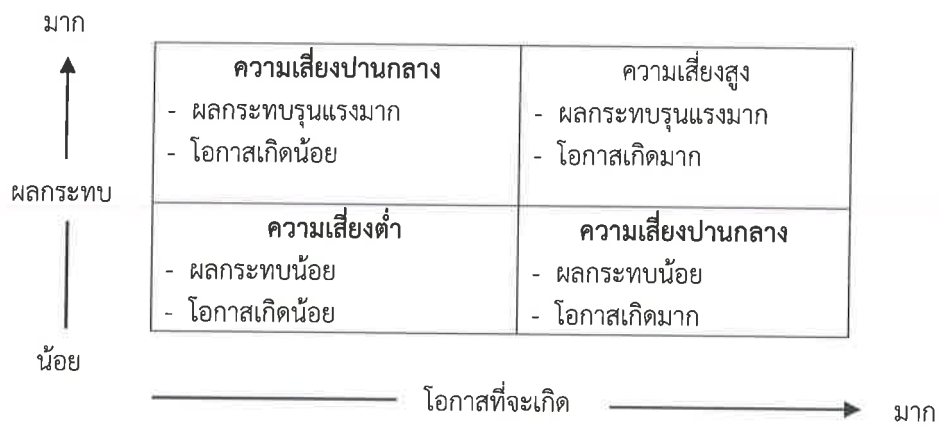 มาก
ความเสี่ยงปานกลาง
- ผลกระทบรุนแรงมาก
- โอกาสเกิดน้อย
ความเสี่ยงสูง
- ผลกระทบรุนแรงมาก
- โอกาสเกิดมาก
ผลกระทบ
ความเสี่ยงต่ำ
- ผลกระทบน้อย
- โอกาสเกิดน้อย
ความเสี่ยงปานกลาง
- ผลกระทบน้อย
- โอกาสเกิดมาก
น้อย
โอกาสที่จะเกิด
มาก